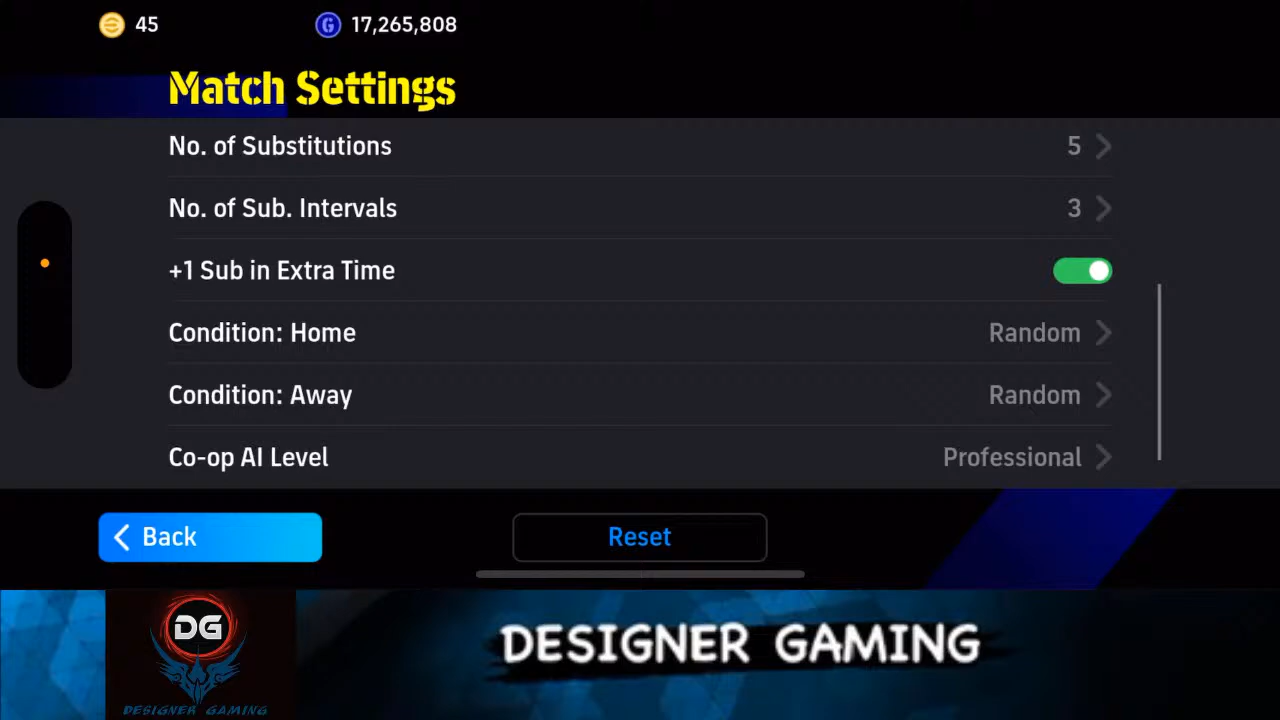 45 17,265,808
Match Settings
No. of Substitutions 5
No. of Sub. Intervals 3
+1 Sub in Extra Time
Condition: Home Random
Condition: Away Random
Co-op AI Level Professional
Back Reset
DG
DESIGNER GAMING
DESIGNER GAMING